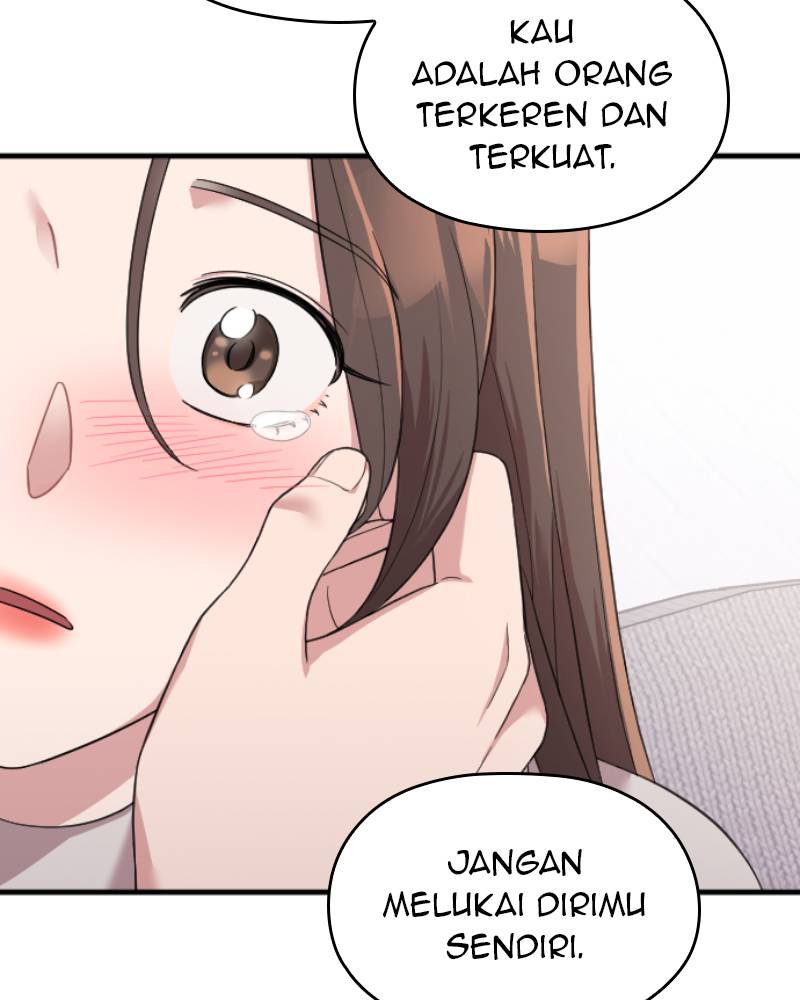 KAU
ADALAH ORANG
TERKEREN DAN
TERKUAT.
JANGAN
MELUKAI DIRIMU
SENDIRI.